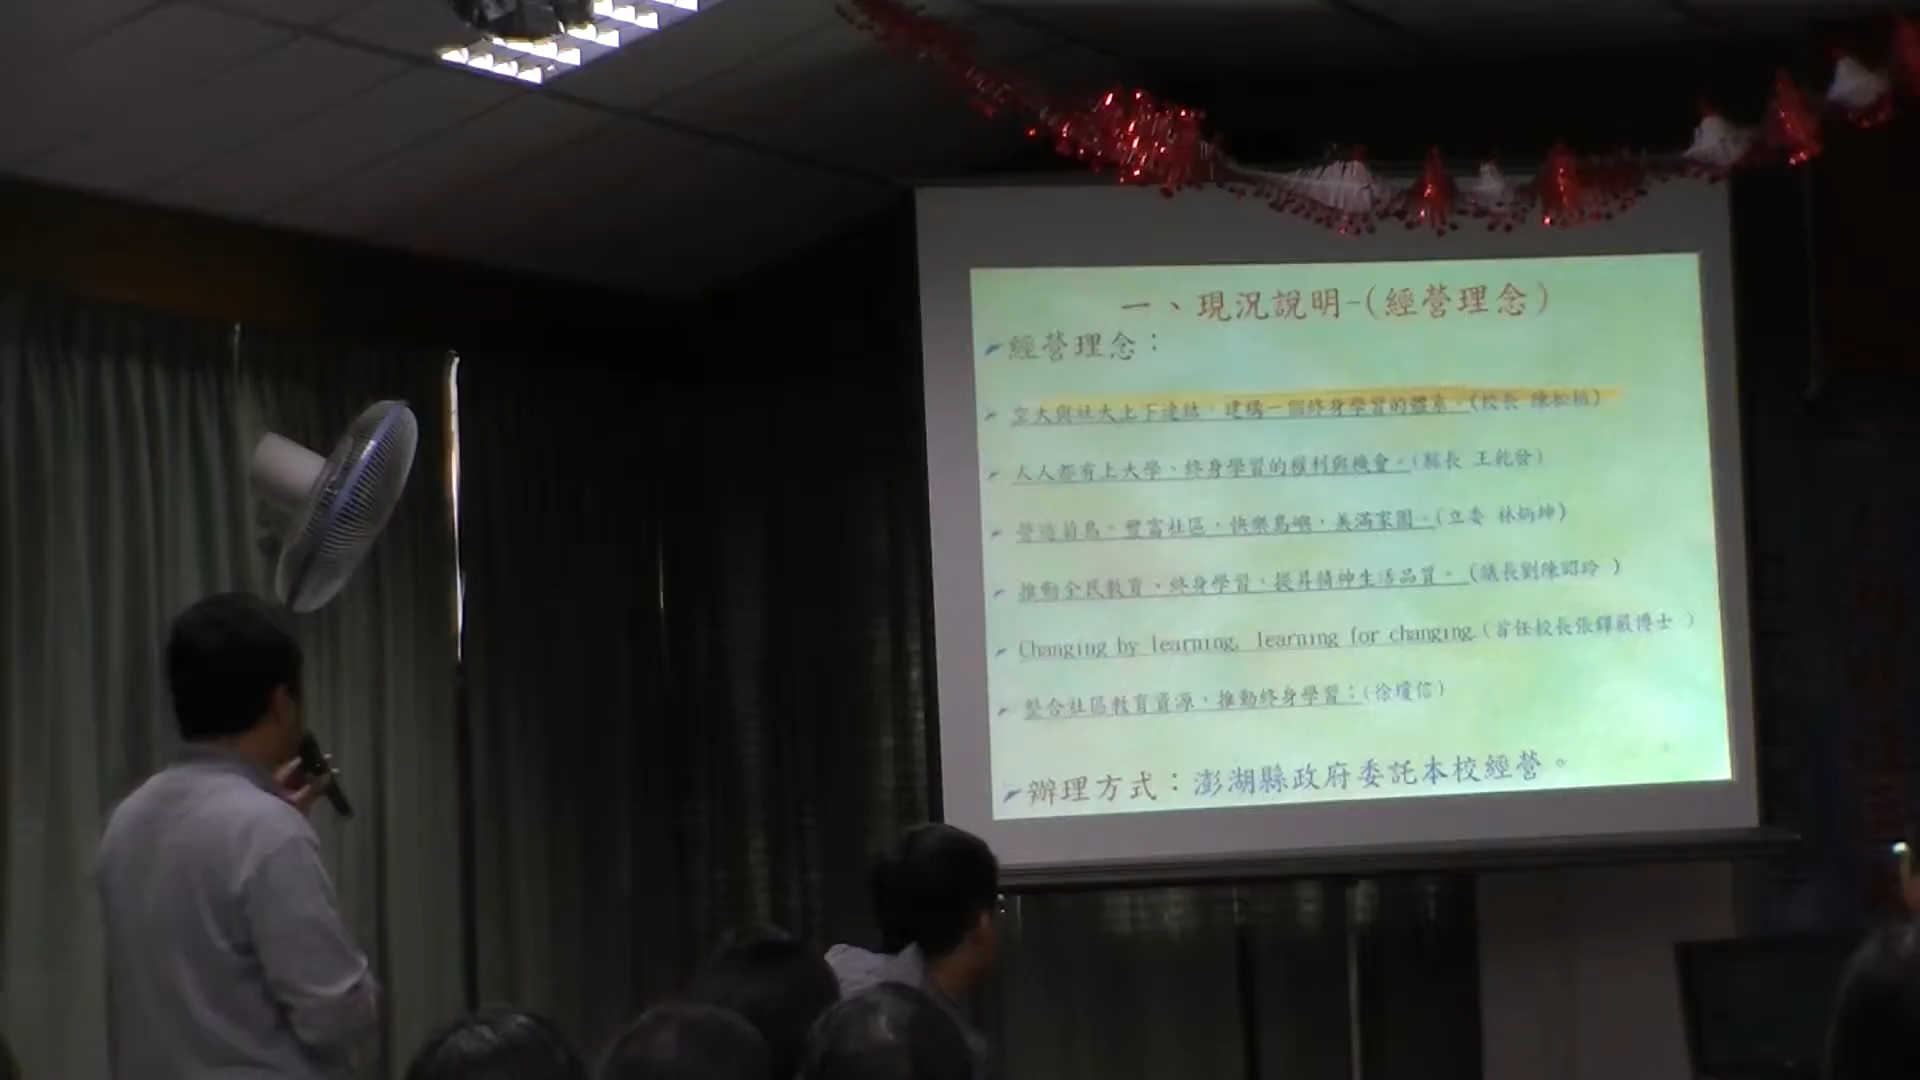 一、現況說明-(經營理念)
經營理念：
空大與社大上下連結，建構一個終身學習的體系。(校長 陳松柏)
人人都有上大學、終身學習的權利與機會。(縣長 王乾發)
營造菊島。豐富社區，快樂島嶼，美滿家園。(立委 林炳坤)
推動全民教育、終身學習，提昇精神生活品質。(議長劉陳昭玲 )
Changing by learning, learning for changing.(首任校長張鐸嚴博士 )
整合社區教育資源，推動終身學習：(徐瓊信)
辦理方式：澎湖縣政府委託本校經營。